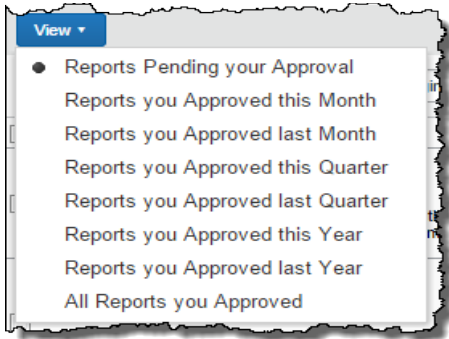 View
Reports Pending your Approval
Reports you Approved this Month
Reports you Approved last Month
Reports you Approved this Quarter
Reports you Approved last Quarter
Reports you Approved this Year
Reports you Approved last Year
All Reports you Approved